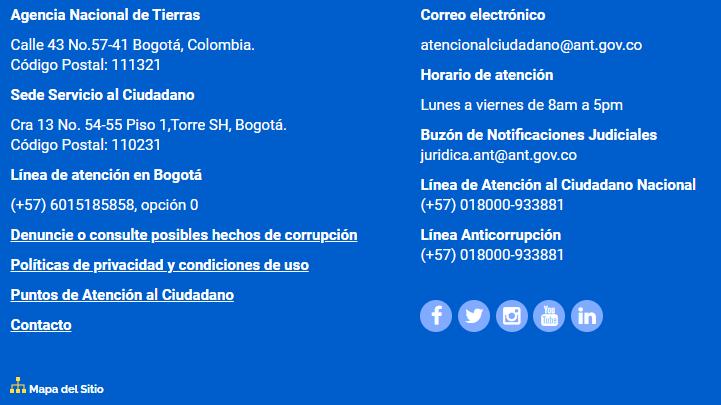 Agencia Nacional de Tierras
Calle 43 No.57-41 Bogotá, Colombia.
Código Postal: 111321
Sede Servicio al Ciudadano
Cra 13 No. 54-55 Piso 1,Torre SH, Bogotá.
Código Postal: 110231
Línea de atención en Bogotá
(+57) 6015185858, opción 0
Denuncie o consulte posibles hechos de corrupción
Políticas de privacidad y condiciones de uso
Puntos de Atención al Ciudadano
Contacto
Correo electrónico
atencionalciudadano@ant.gov.co
Horario de atención
Lunes a viernes de 8am a 5pm
Buzón de Notificaciones Judiciales
juridica.ant@ant.gov.co
Línea de Atención al Ciudadano Nacional
(+57) 018000-933881
Línea Anticorrupción
(+57) 018000-933881
You
Tube
Mapa del Sitio